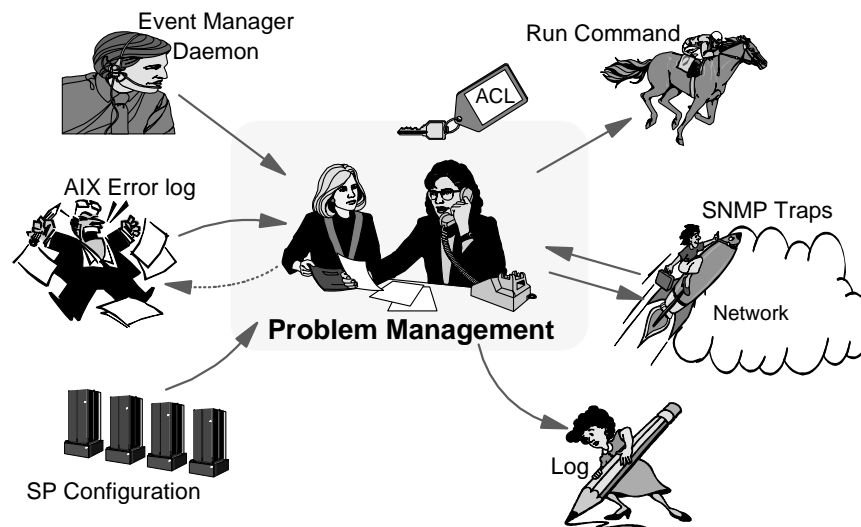 Event Manager
Daemon
Run Command
ACL
AIX Error log
SNMP Traps
Network
Problem Management
Log
SP Configuration